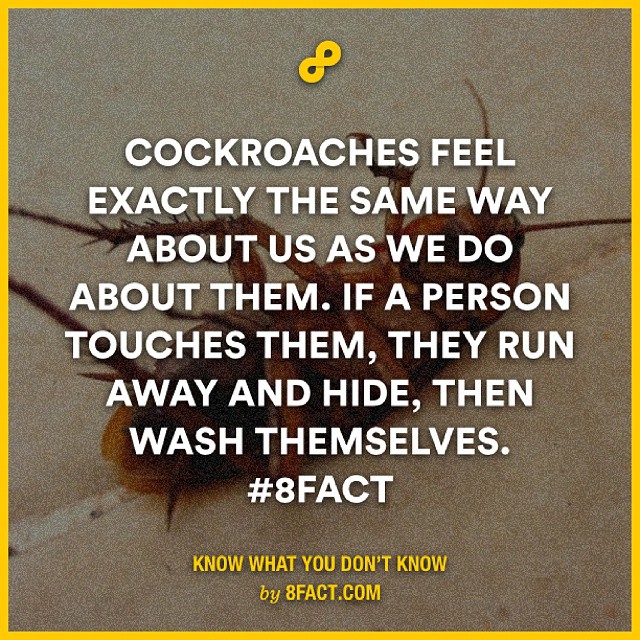 COCKROACHES FEEL
EXACTLY THE SAME WAY
ABOUT US AS WE DO
ABOUT THEM. IF A PERSON
TOUCHES THEM, THEY RUN
AWAY AND HIDE, THEN
WASH THEMSELVES.
#8FACT
KNOW WHAT YOU DON'T KNOW
by 8FACT.COM